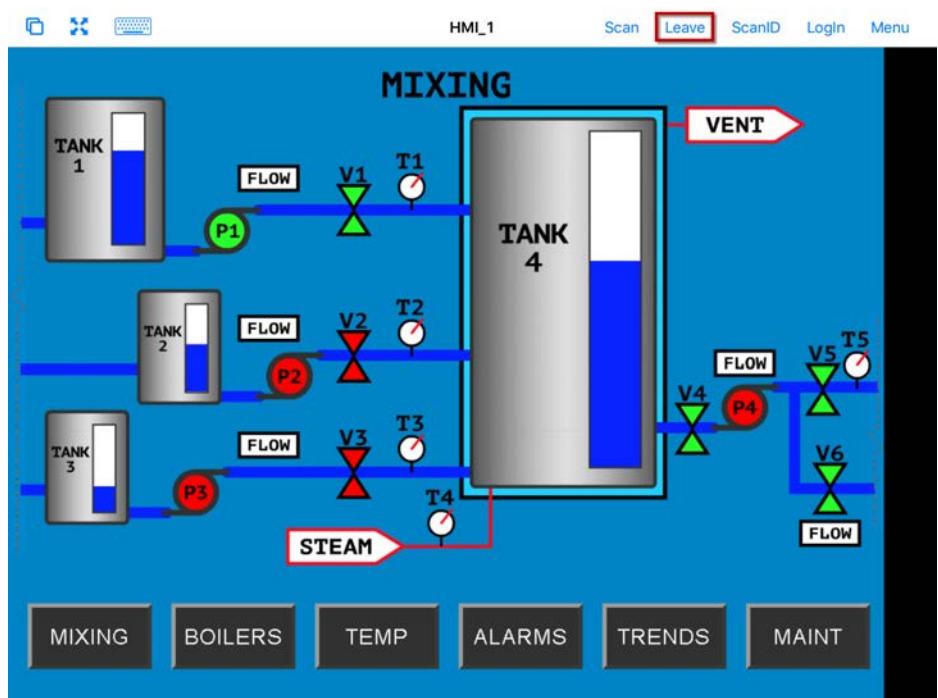 HMI_1
Scan
Leave
ScanID
LogIn
Menu
MIXING
VENT
TANK
1
FLOW
V1
T1
P1
TANK
4
TANK
2
FLOW
V2
T2
P2
TANK
3
FLOW
V3
T3
P3
T4
STEAM
V4
FLOW
P4
V5
T5
V6
FLOW
MIXING
BOILERS
TEMP
ALARMS
TRENDS
MAINT